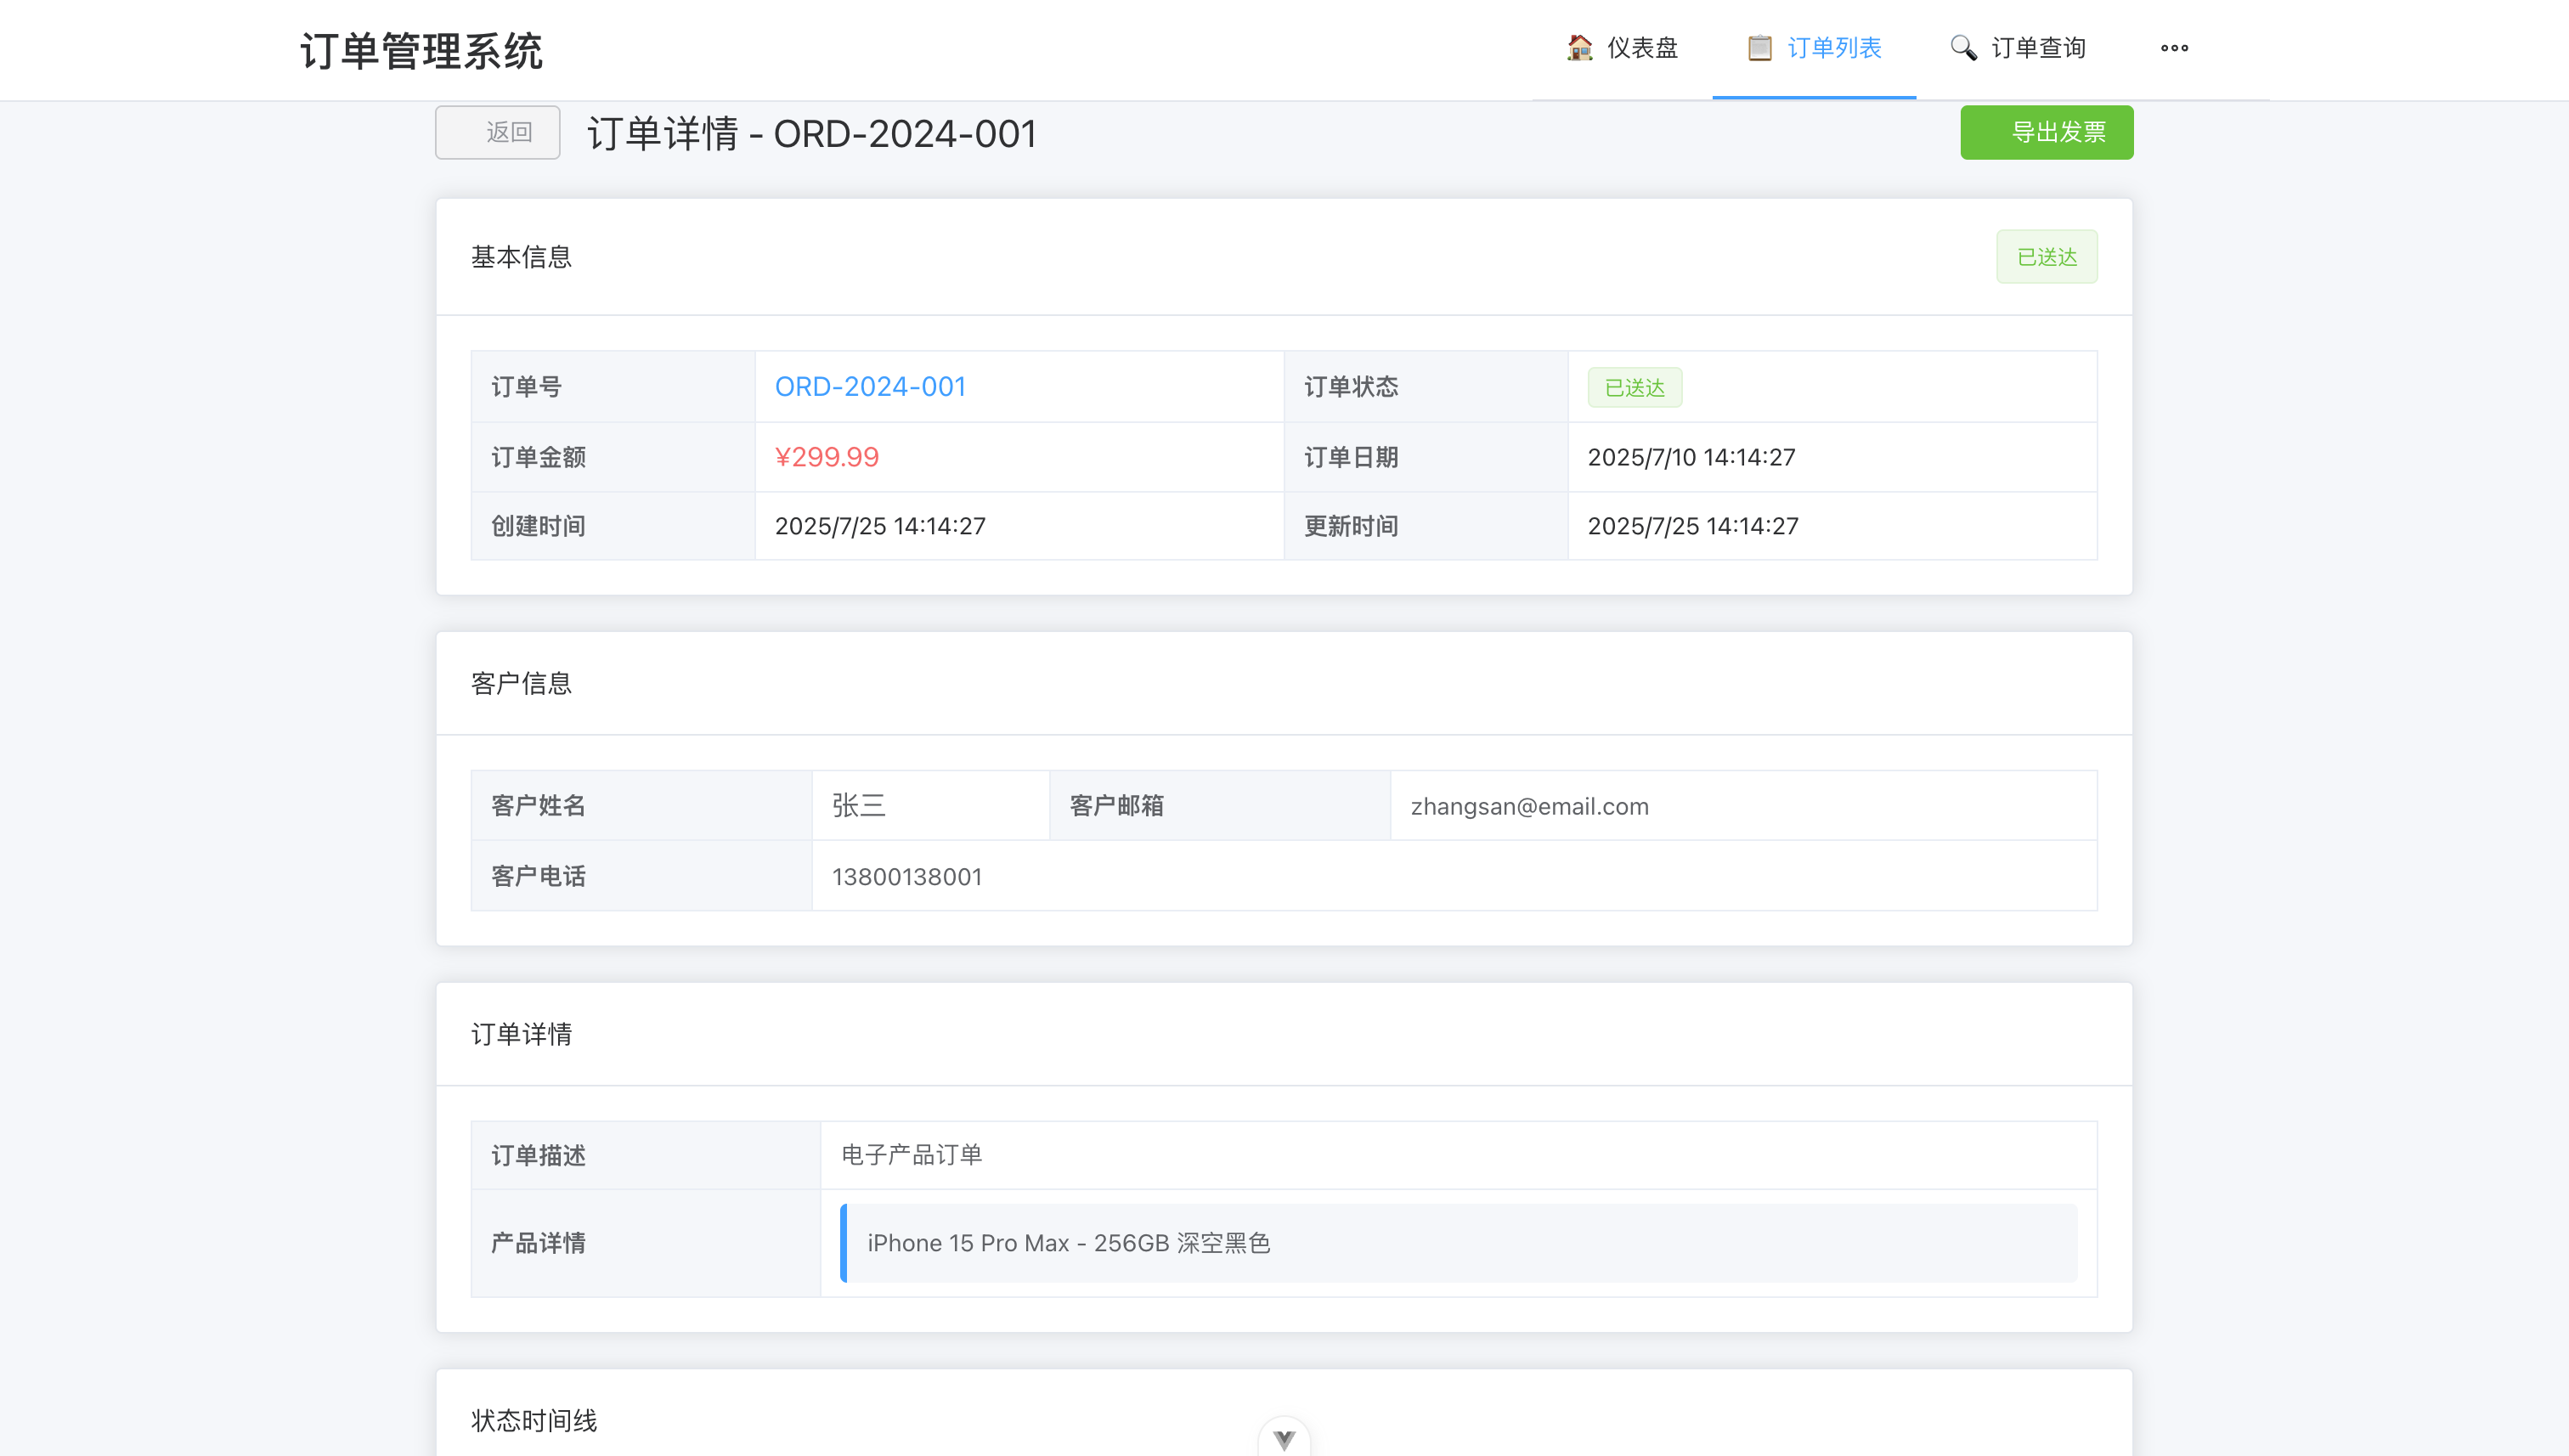 订单管理系统
仪表盘
订单列表
订单查询
返回
订单详情 - ORD-2024-001
导出发票
基本信息
已送达
订单号 ORD-2024-001 订单状态 已送达
订单金额 ¥299.99 订单日期 2025/7/10 14:14:27
创建时间 2025/7/25 14:14:27 更新时间 2025/7/25 14:14:27
客户信息
客户姓名 张三 客户邮箱 zhangsan@email.com
客户电话 13800138001
订单详情
订单描述 电子产品订单
产品详情 iPhone 15 Pro Max - 256GB 深空黑色
状态时间线